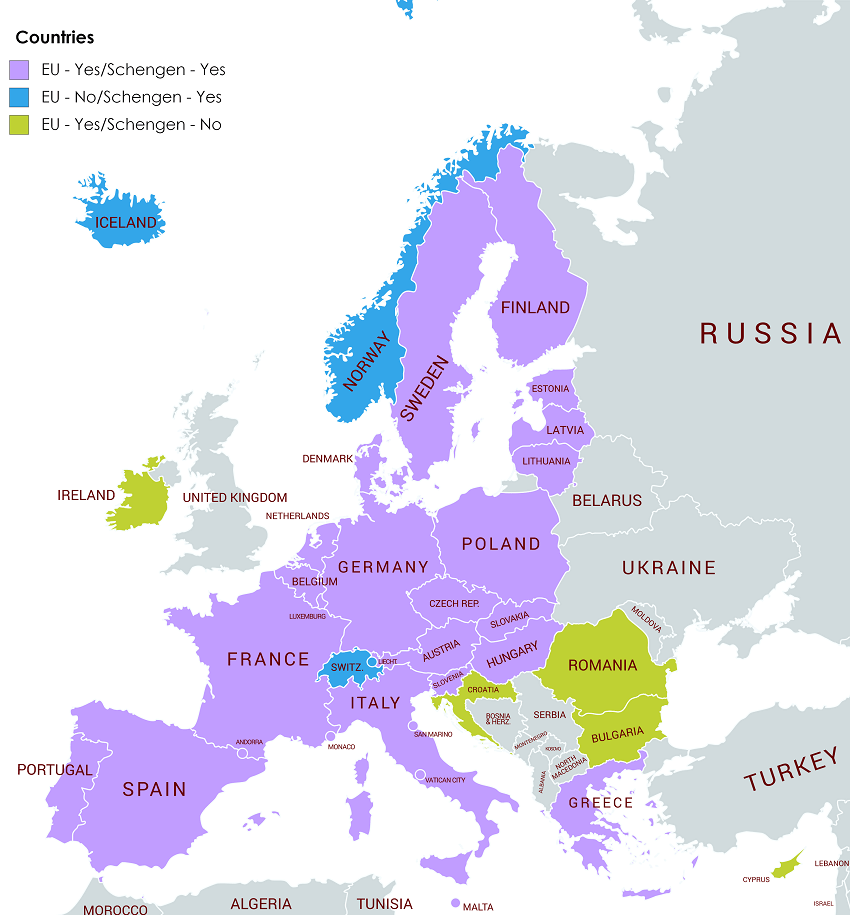 Countries
EU - Yes/Schengen - Yes
EU - No/Schengen - Yes
EU - Yes/Schengen - No
ICELAND
FINLAND
RUSSIA
NORWAY
SWEDEN
ESTONIA
LATVIA
DENMARK
LITHUANIA
IRELAND
UNITED KINGDOM
BELARUS
NETHERLANDS
POLAND
GERMANY
UKRAINE
BELGIUM
CZECH REP.
LUXEMBURG
SLOVAKIA
MOLDOVA
FRANCE
SWITZ.
LIECHT.
AUSTRIA
HUNGARY
ROMANIA
SLOVENIA
CROATIA
ITALY
BOSNIA
& HERZ.
SERBIA
SAN MARINO
BULGARIA
ANDORRA
MONACO
MONTENEGRO
KOSOVO
PORTUGAL
SPAIN
VATICAN CITY
ALBANIA
NORTH
MACEDONIA
TURKEY
GREECE
LEBANON
CYPRUS
MOROCCO
ALGERIA
TUNISIA
MALTA
ISRAEL